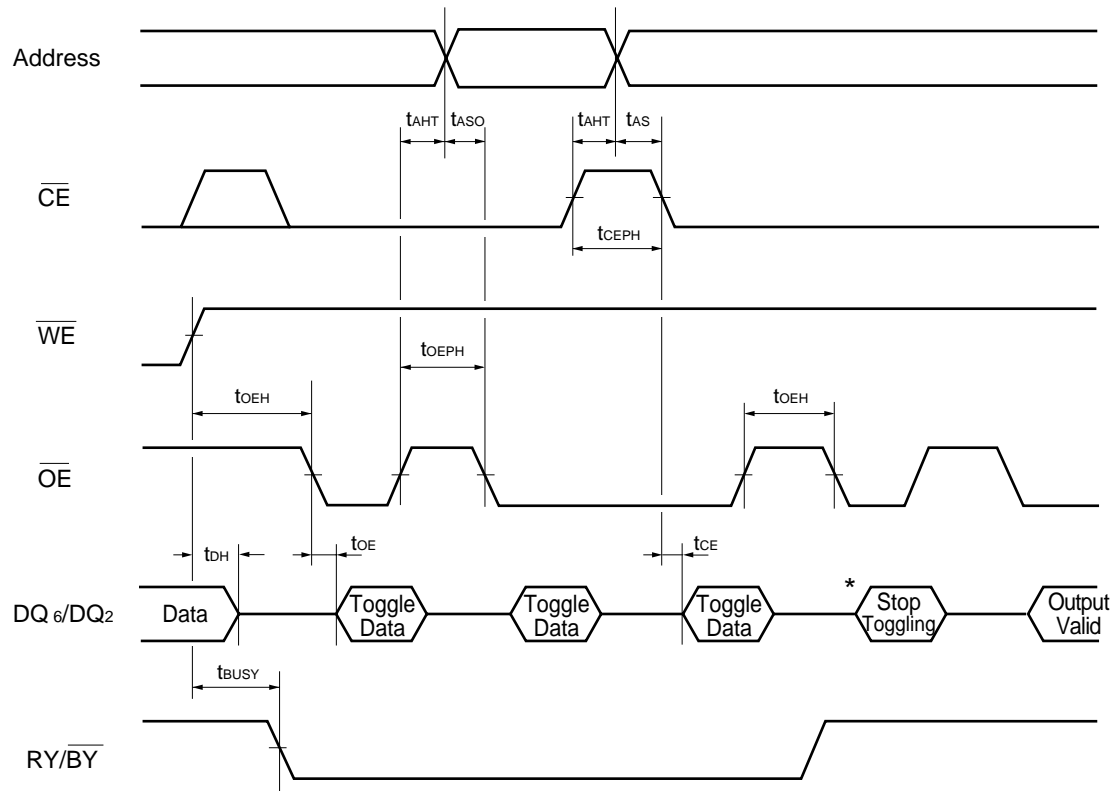 Address
tAHT tASO tAHT tAS
CE
tCEPH
WE
tOEPH
tOEH tOEH
OE
tDH tOE tCE
*
DQ6/DQ2 Data Toggle Data Toggle Data Toggle Data Stop Toggling Output Valid
tBUSY
RY/BY